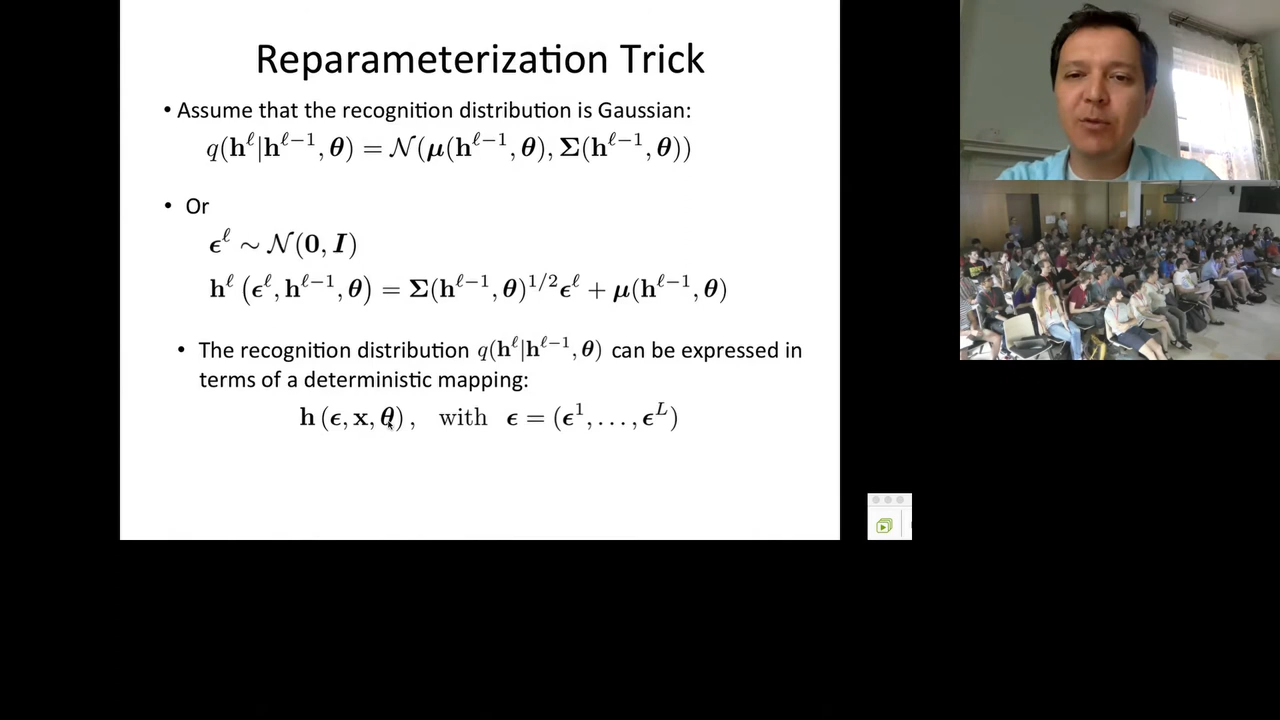 Reparameterization Trick
• Assume that the recognition distribution is Gaussian:
q(h^ℓ|h^{ℓ−1}, θ) = 𝒩(μ(h^{ℓ−1}, θ), Σ(h^{ℓ−1}, θ))
• Or
ϵ^ℓ ∼ 𝒩(0, I)
h^ℓ (ϵ^ℓ, h^{ℓ−1}, θ) = Σ(h^{ℓ−1}, θ)^{1/2} ϵ^ℓ + μ(h^{ℓ−1}, θ)
• The recognition distribution q(h^ℓ|h^{ℓ−1}, θ) can be expressed in
terms of a deterministic mapping:
h (ϵ, x, θ), with ϵ = (ϵ^1, . . . , ϵ^L)